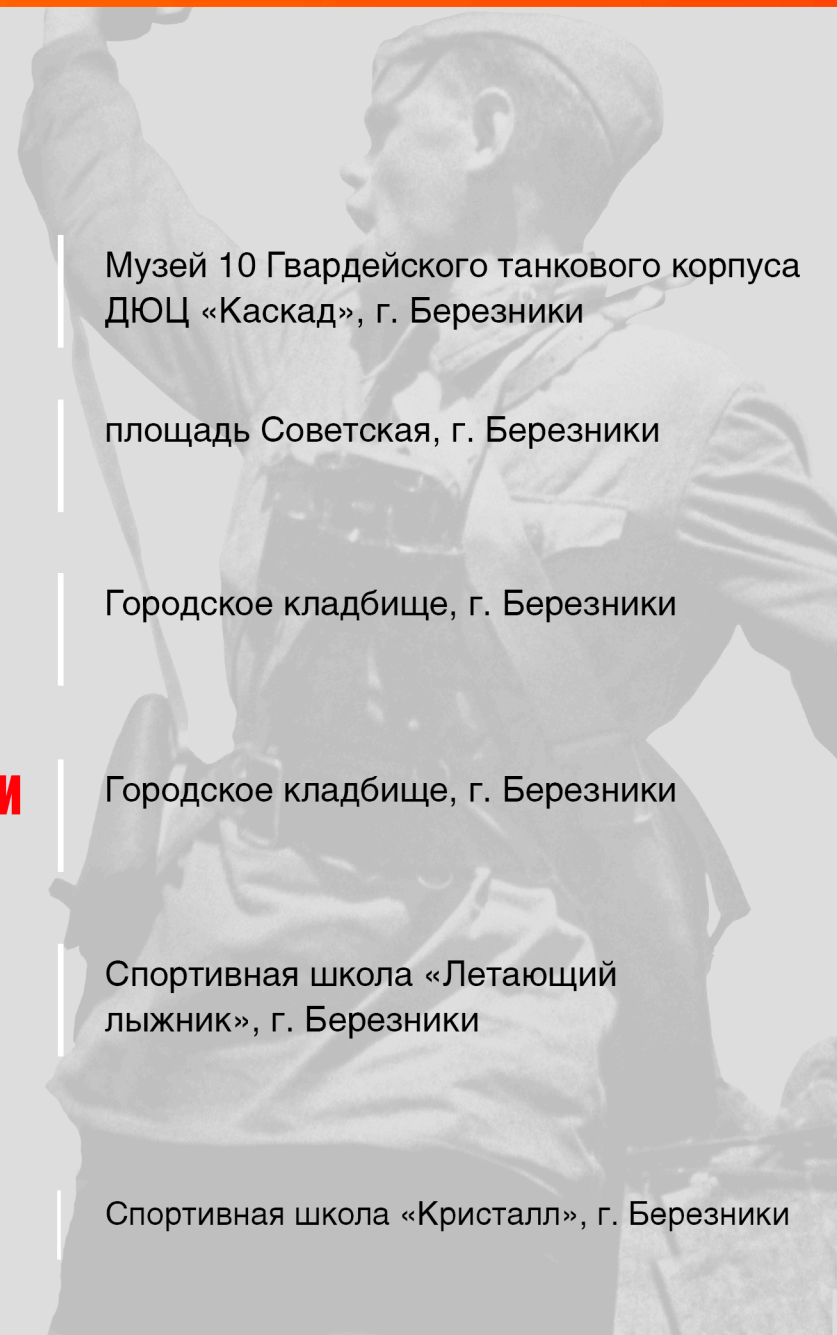 Музей 10 Гвардейского танкового корпуса
ДЮЦ «Каскад», г. Березники
площадь Советская, г. Березники
Городское кладбище, г. Березники
и
Городское кладбище, г. Березники
Спортивная школа «Летающий
лыжник», г. Березники
Спортивная школа «Кристалл», г. Березники